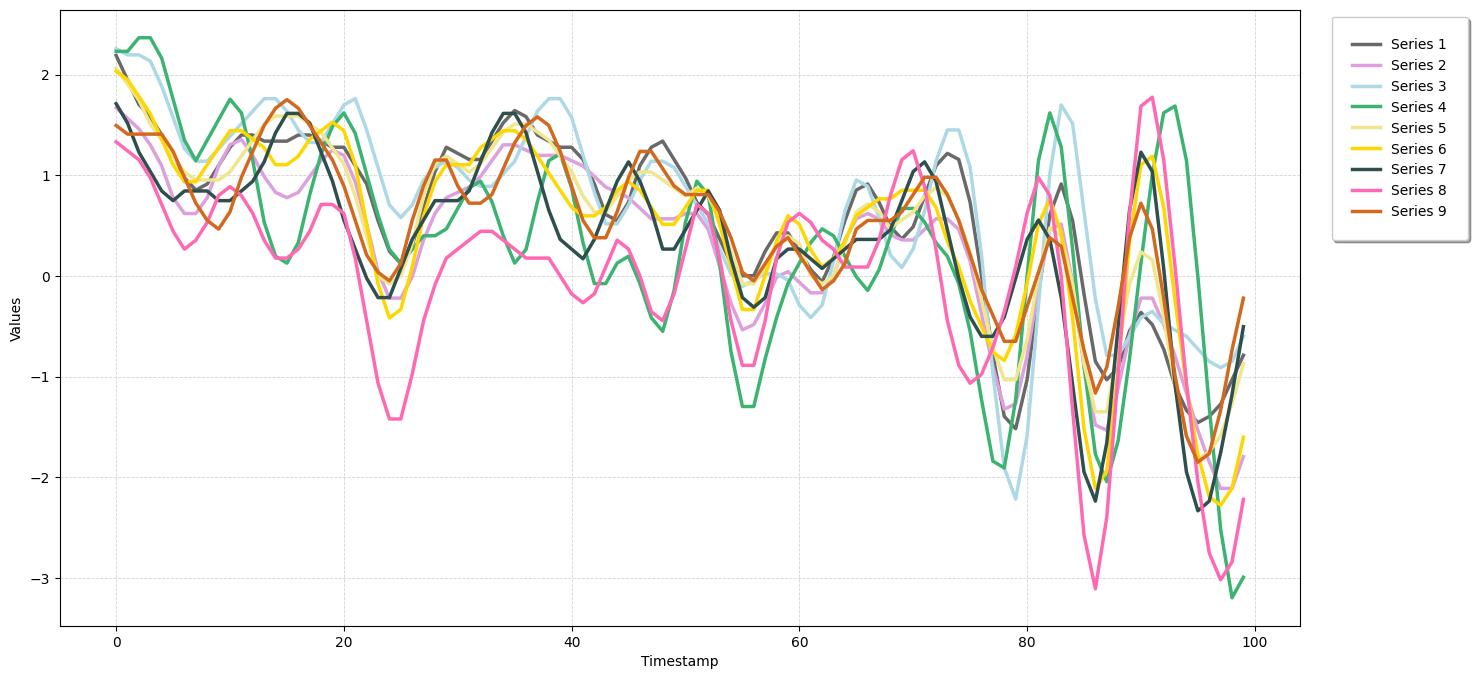 Series 1
Series 2
Series 3
Series 4
Series 5
Series 6
Series 7
Series 8
Series 9
Values
2
1
0
−1
−2
−3
0
20
40
60
80
100
Timestamp